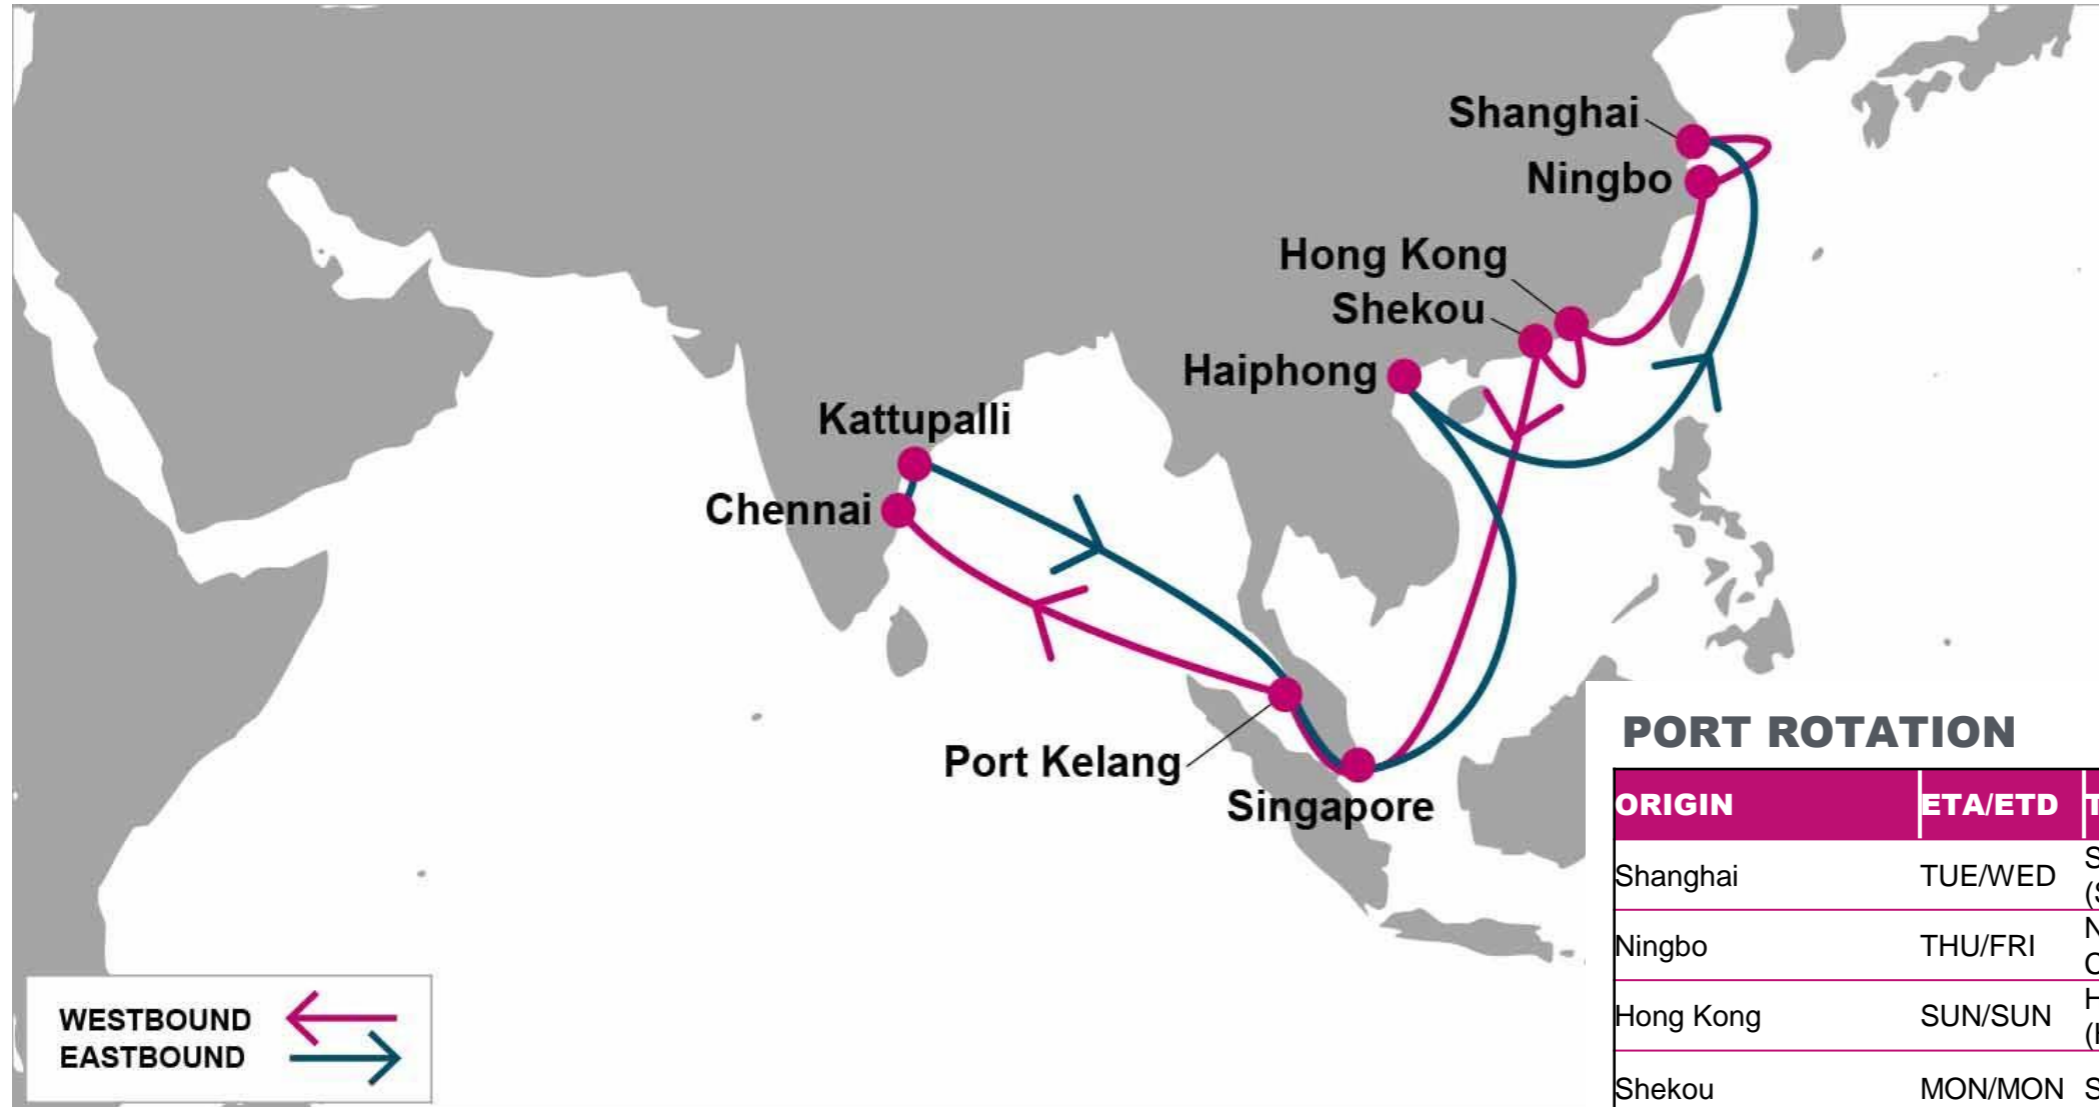 Shanghai
Ningbo
Hong Kong
Shekou
Haiphong
Kattupalli
Chennai
Port Kelang
Singapore
WESTBOUND
EASTBOUND
PORT ROTATION
ORIGIN ETA/ETD
Shanghai TUE/WED
Ningbo THU/FRI
Hong Kong SUN/SUN
Shekou MON/MON